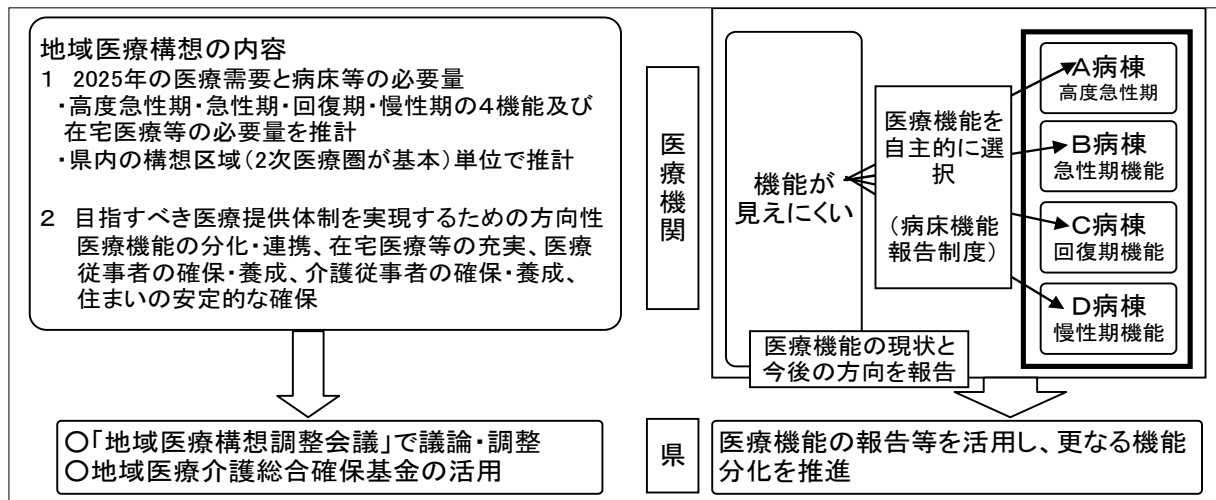 地域医療構想の内容
1 2025年の医療需要と病床等の必要量
・高度急性期・急性期・回復期・慢性期の4機能及び
在宅医療等の必要量を推計
・県内の構想区域(2次医療圏が基本)単位で推計
2 目指すべき医療提供体制を実現するための方向性
医療機能の分化・連携、在宅医療等の充実、医療
従事者の確保・養成、介護従事者の確保・養成、
住まいの安定的な確保
〇「地域医療構想調整会議」で議論・調整
〇地域医療介護総合確保基金の活用
医療機関
機能が
見えにくい
医療機能を
自主的に選
択
(病床機能
報告制度)
A病棟
高度急性期
B病棟
急性期機能
C病棟
回復期機能
D病棟
慢性期機能
医療機能の現状と
今後の方向を報告
県
医療機能の報告等を活用し、更なる機能
分化を推進